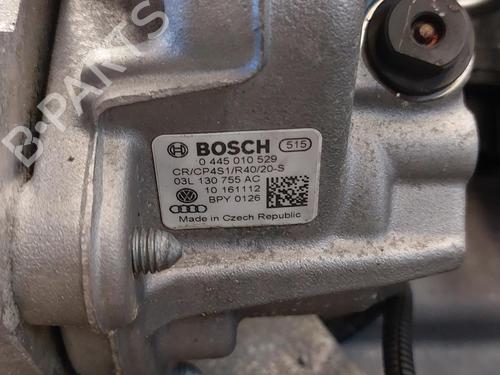 B-PARTS
BOSCH 515
0 445 010 529
CR/CP4S1/R40/20-S
03L 130 755 AC
10 161112
BPY 0126
Made in Czech Republic